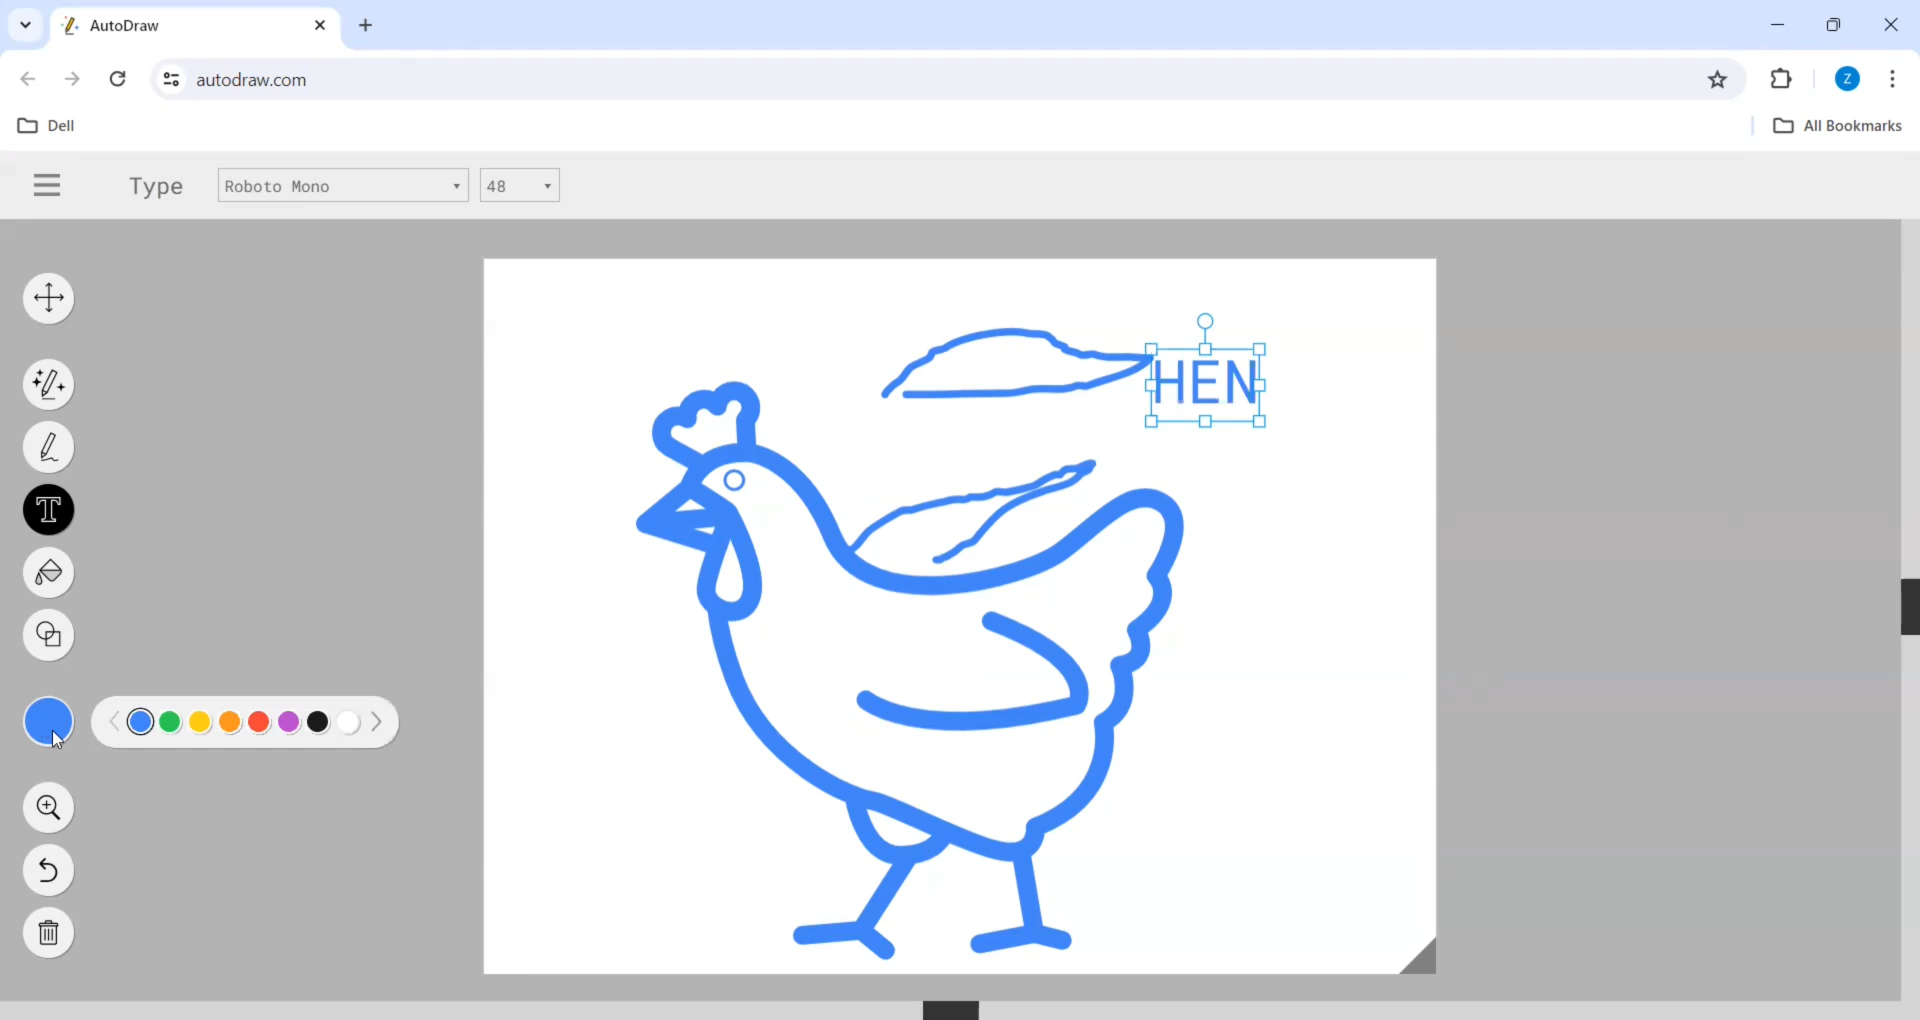 AutoDraw
autodraw.com
Z
Dell
All Bookmarks
Type
Roboto Mono
48
HEN
T